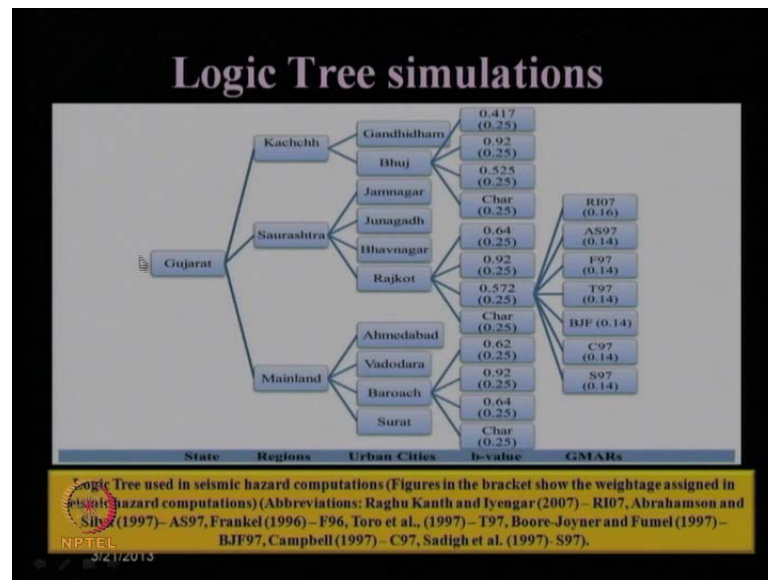 Logic Tree simulations
Gujarat
Kachchh
Saurashtra
Mainland
Gandhidham
Bhuj
Jamnagar
Junagadh
Bhavnagar
Rajkot
Ahmedabad
Vadodara
Baroach
Surat
0.417
(0.25)
0.92
(0.25)
0.525
(0.25)
Char
(0.25)
0.64
(0.25)
0.92
(0.25)
0.572
(0.25)
Char
(0.25)
0.62
(0.25)
0.92
(0.25)
0.64
(0.25)
Char
(0.25)
RI07
(0.16)
AS97
(0.14)
F97
(0.14)
T97
(0.14)
BJF (0.14)
C97
(0.14)
S97
(0.14)
State Regions Urban Cities b-value GMARs
Logic Tree used in seismic hazard computations (Figures in the bracket show the weightage assigned in
seismic hazard computations) (Abbreviations: Raghu Kanth and Iyengar (2007) – RI07, Abrahamson and
Silva (1997)– AS97, Frankel (1996) – F96, Toro et al., (1997) – T97, Boore-Joyner and Fumel (1997) –
BJF97, Campbell (1997) – C97, Sadigh et al. (1997)- S97).
NPTEL
3/21/2013